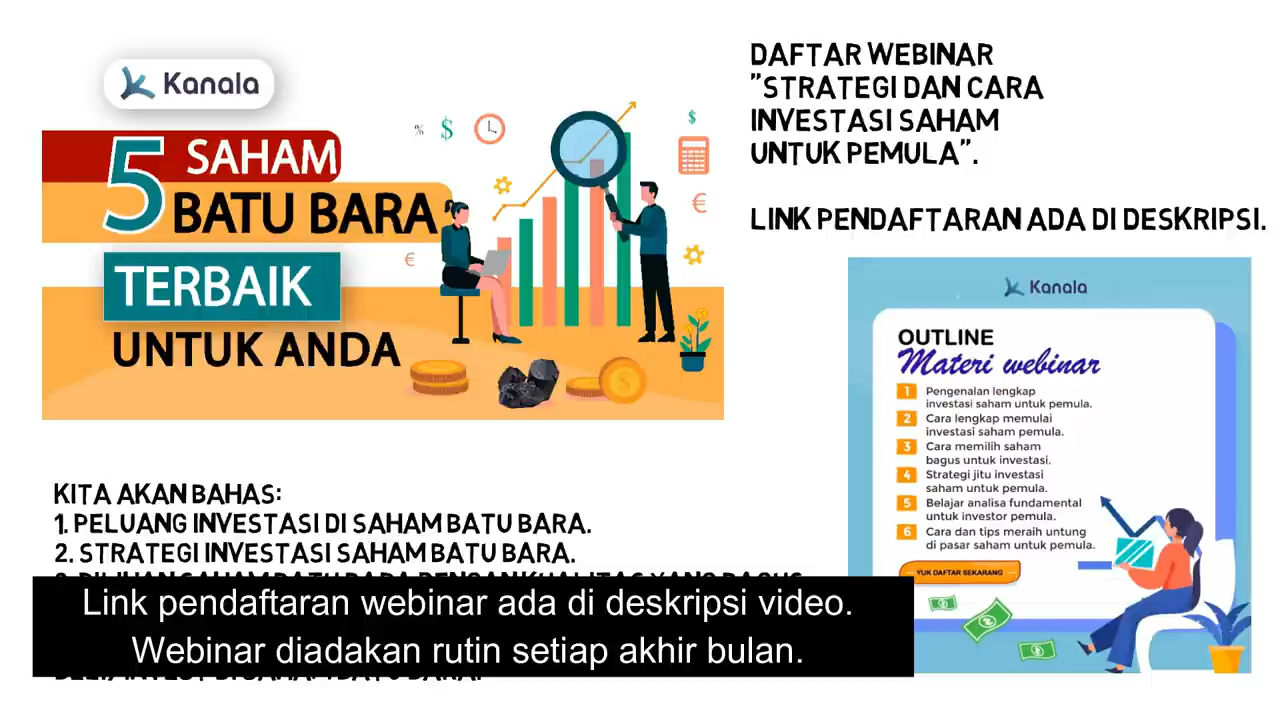 Kanala
5 SAHAM
BATU BARA
TERBAIK
UNTUK ANDA
DAFTAR WEBINAR
"STRATEGI DAN CARA
INVESTASI SAHAM
UNTUK PEMULA".
LINK PENDAFTARAN ADA DI DESKRIPSI.
Kanala
OUTLINE
Materi webinar
1 Pengenalan lengkap
investasi saham untuk pemula.
2 Cara lengkap memulai
investasi saham pemula.
3 Cara memilih saham
bagus untuk investasi.
4 Strategi jitu investasi
saham untuk pemula.
5 Belajar analisa fundamental
untuk investor pemula.
6 Cara dan tips meraih untung
di pasar saham untuk pemula.
YUK DAFTAR SEKARANG
KITA AKAN BAHAS:
1. PELUANG INVESTASI DI SAHAM BATU BARA.
2. STRATEGI INVESTASI SAHAM BATU BARA.
Link pendaftaran webinar ada di deskripsi video.
Webinar diadakan rutin setiap akhir bulan.